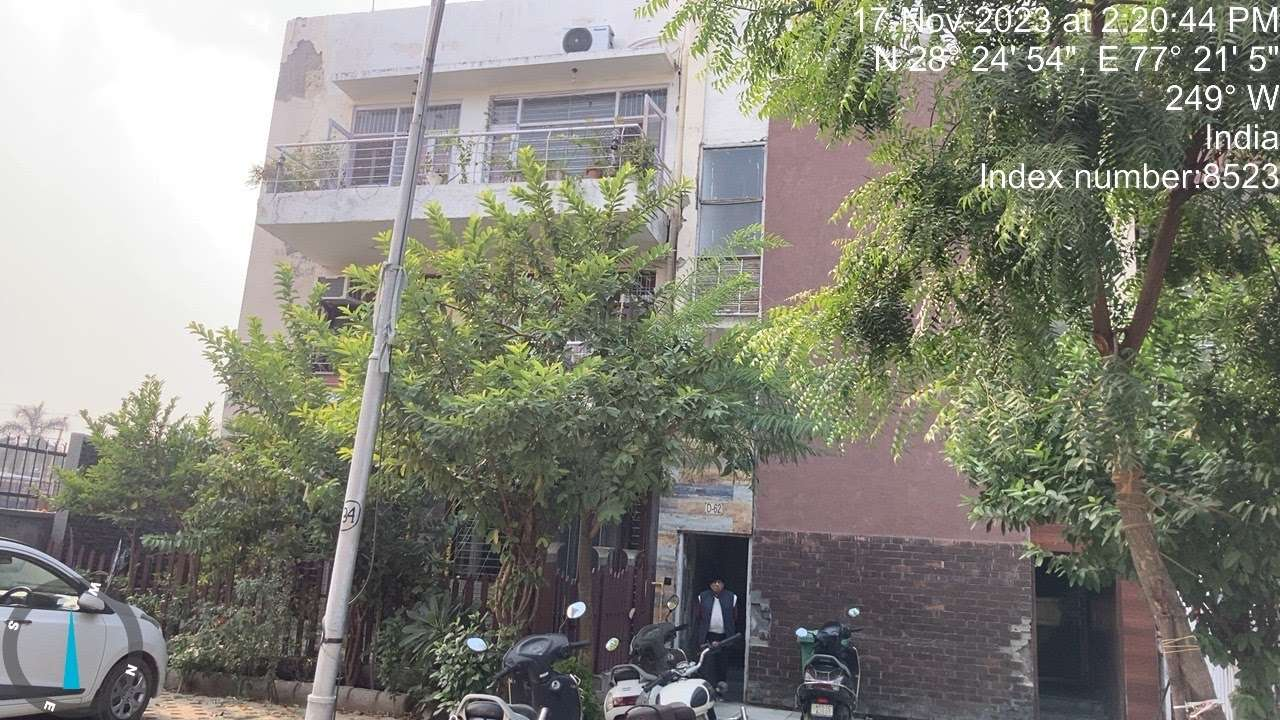 17 Nov 2023 at 2:20:44 PM
N 28° 24' 54", E 77° 21' 5"
249° W
India
Index number:8523
D-62
94
W
S
N
E